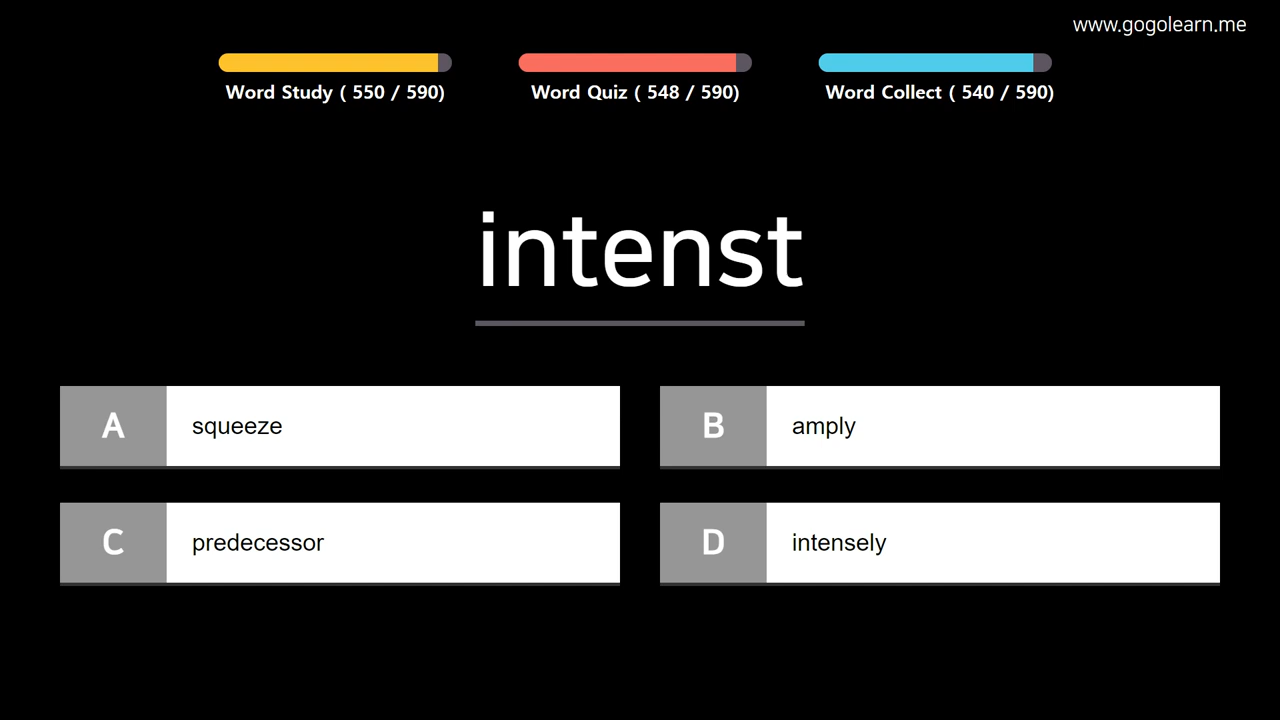 www.gogolearn.me
Word Study ( 550 / 590)
Word Quiz ( 548 / 590)
Word Collect ( 540 / 590)
intenst
A squeeze
B amply
C predecessor
D intensely